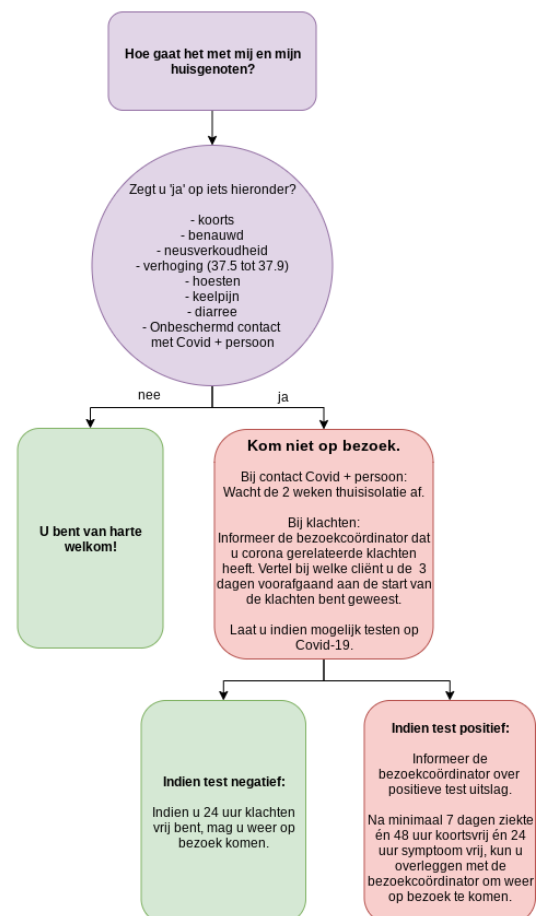 Hoe gaat het met mij en mijn
huisgenoten?
Zegt u 'ja' op iets hieronder?
- koorts
- benauwd
- neusverkoudheid
- verhoging (37.5 tot 37.9)
- hoesten
- keelpijn
- diarree
- Onbeschermd contact
met Covid + persoon
nee
ja
U bent van harte
welkom!
Kom niet op bezoek.
Bij contact Covid + persoon:
Wacht de 2 weken thuisisolatie af.
Bij klachten:
Informeer de bezoekcoördinator dat
u corona gerelateerde klachten
heeft. Vertel bij welke cliënt u de 3
dagen voorafgaand aan de start van
de klachten bent geweest.
Laat u indien mogelijk testen op
Covid-19.
Indien test negatief:
Indien u 24 uur klachten
vrij bent, mag u weer op
bezoek komen.
Indien test positief:
Informeer de
bezoekcoördinator over
positieve test uitslag.
Na minimaal 7 dagen ziekte
én 48 uur koortsvrij én 24
uur symptoom vrij, kun u
overleggen met de
bezoekcoördinator om weer
op bezoek te komen.